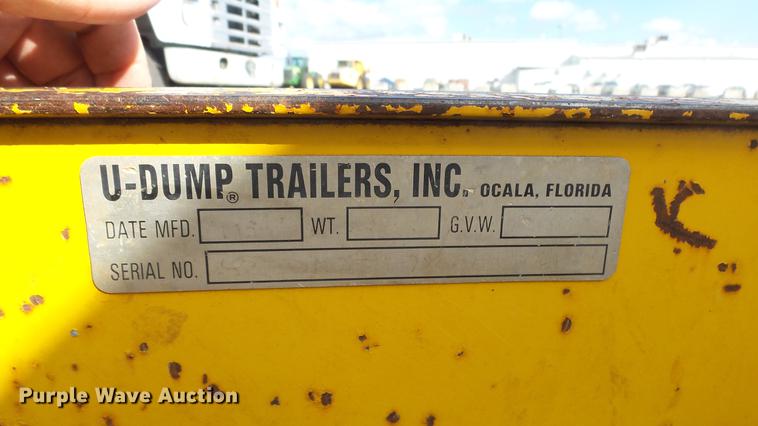 U-DUMP® TRAILERS, INC. OCALA, FLORIDA
DATE MFD. WT. G.V.W.
SERIAL NO.
K
Purple Wave Auction